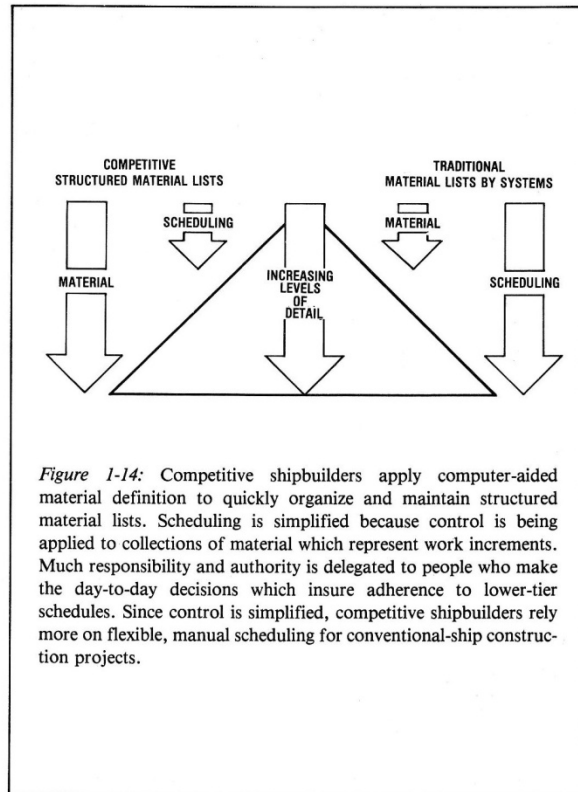 COMPETITIVE
STRUCTURED MATERIAL LISTS
TRADITIONAL
MATERIAL LISTS BY SYSTEMS
SCHEDULING
MATERIAL
MATERIAL
INCREASING
LEVELS
OF
DETAIL
SCHEDULING
Figure 1-14: Competitive shipbuilders apply computer-aided
material definition to quickly organize and maintain structured
material lists. Scheduling is simplified because control is being
applied to collections of material which represent work increments.
Much responsibility and authority is delegated to people who make
the day-to-day decisions which insure adherence to lower-tier
schedules. Since control is simplified, competitive shipbuilders rely
more on flexible, manual scheduling for conventional-ship construc-
tion projects.